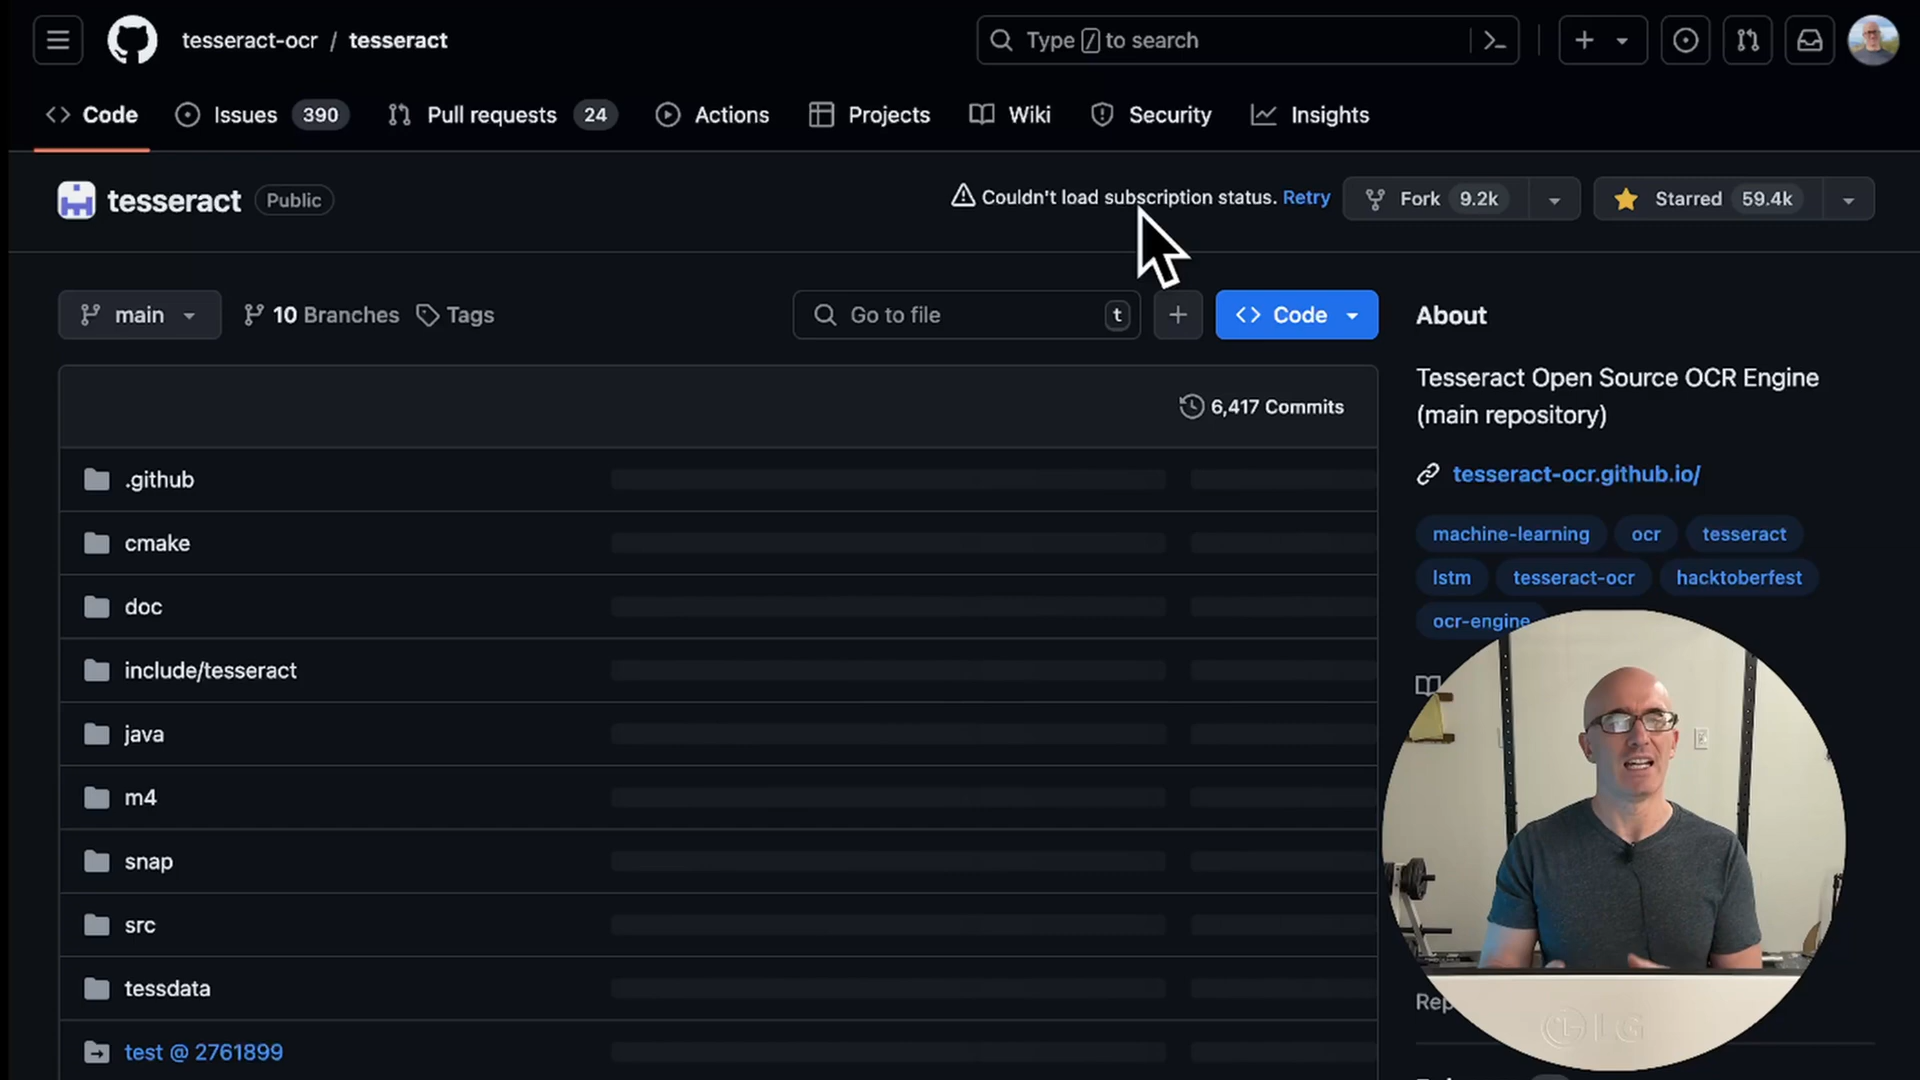 tesseract-ocr / tesseract
Type / to search
Code
Issues 390
Pull requests 24
Actions
Projects
Wiki
Security
Insights
tesseract Public
Couldn't load subscription status. Retry
Fork 9.2k
Starred 59.4k
main
10 Branches
Tags
Go to file t
Code
6,417 Commits
.github
cmake
doc
include/tesseract
java
m4
snap
src
tessdata
test @ 2761899
About
Tesseract Open Source OCR Engine
(main repository)
tesseract-ocr.github.io/
machine-learning ocr tesseract
lstm tesseract-ocr hacktoberfest
ocr-engine
Rep
LG